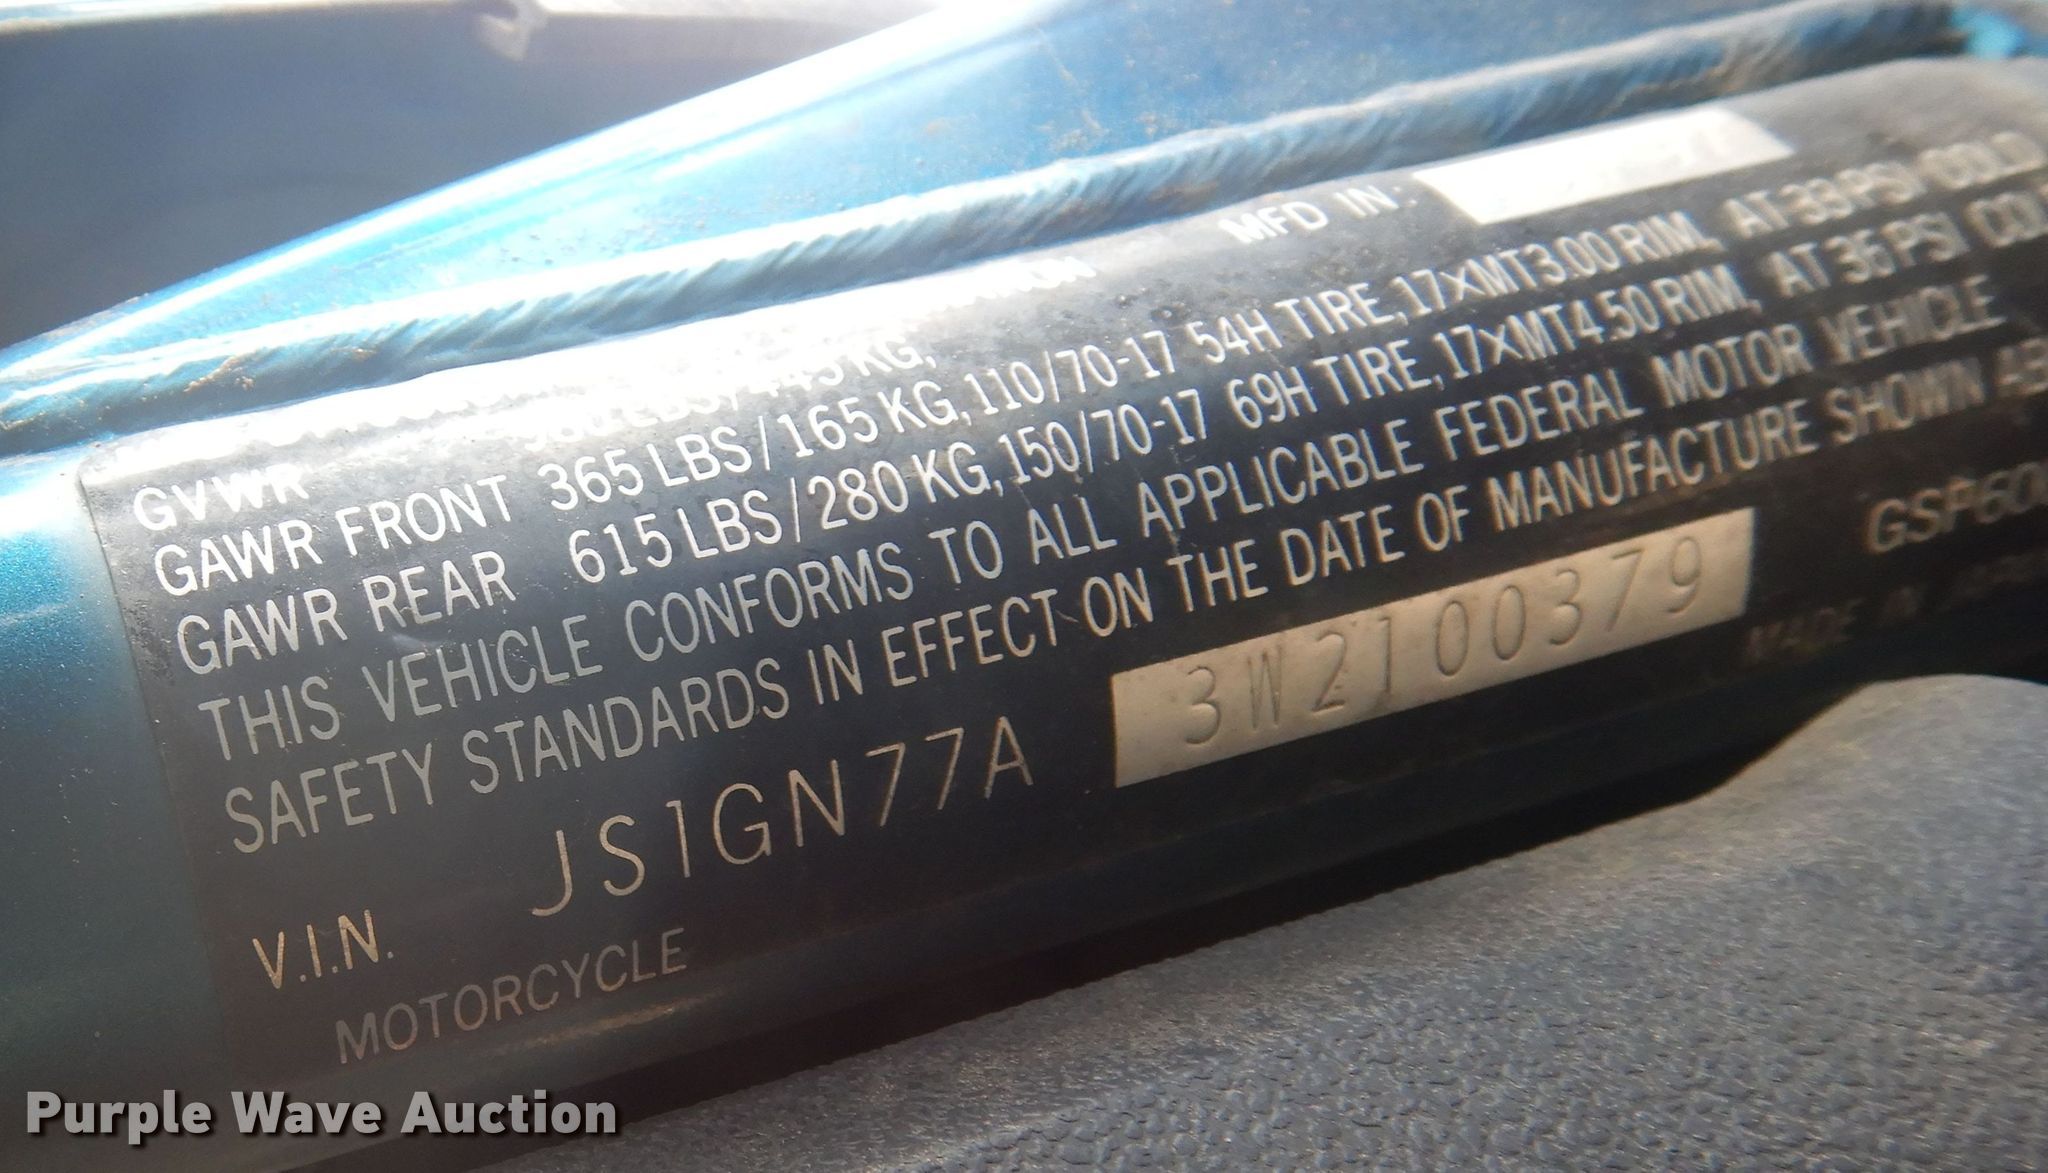 MFD IN:
GVWR KG,
GAWR FRONT 365 LBS/165 KG, 110/70-17 54H TIRE, 17xMT3.00 RIM, AT 33 PSI COLD
GAWR REAR 615 LBS/280 KG, 150/70-17 69H TIRE, 17xMT4.50 RIM, AT 36 PSI
THIS VEHICLE CONFORMS TO ALL APPLICABLE FEDERAL MOTOR VEHICLE
SAFETY STANDARDS IN EFFECT ON THE DATE OF MANUFACTURE SHOWN
V.I.N. JS1GN77A 3W2100379
MOTORCYCLE MADE IN
Purple Wave Auction